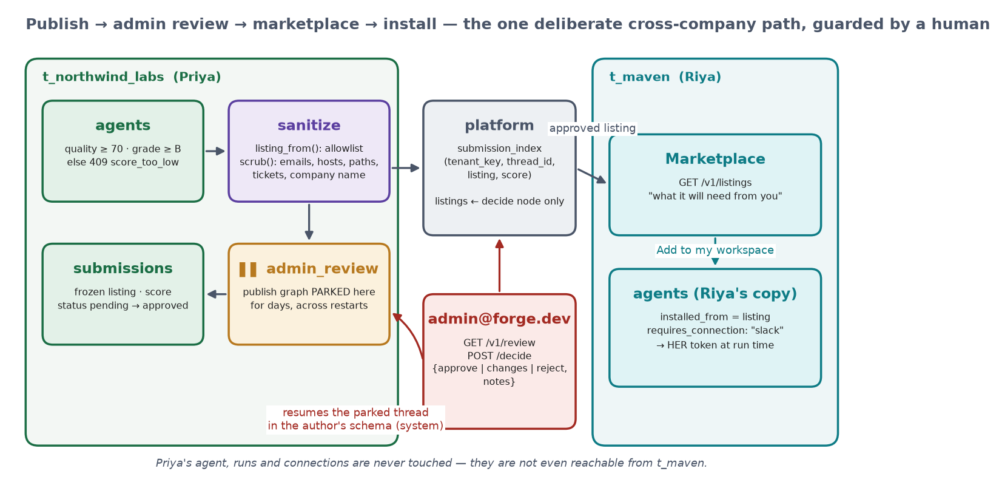 Publish → admin review → marketplace → install — the one deliberate cross-company path, guarded by a human
t_northwind_labs (Priya)
agents
quality ≥ 70 · grade ≥ B
else 409 score_too_low
sanitize
listing_from(): allowlist
scrub(): emails, hosts, paths,
tickets, company name
submissions
frozen listing · score
status pending → approved
admin_review
publish graph PARKED here
for days, across restarts
platform
submission_index
(tenant_key, thread_id,
listing, score)
listings ← decide node only
admin@forge.dev
GET /v1/review
POST /decide
{approve | changes | reject,
notes}
resumes the parked thread
in the author's schema (system)
approved listing
t_maven (Riya)
Marketplace
GET /v1/listings
"what it will need from you"
Add to my workspace
agents (Riya's copy)
installed_from = listing
requires_connection: "slack"
→ HER token at run time
Priya's agent, runs and connections are never touched — they are not even reachable from t_maven.